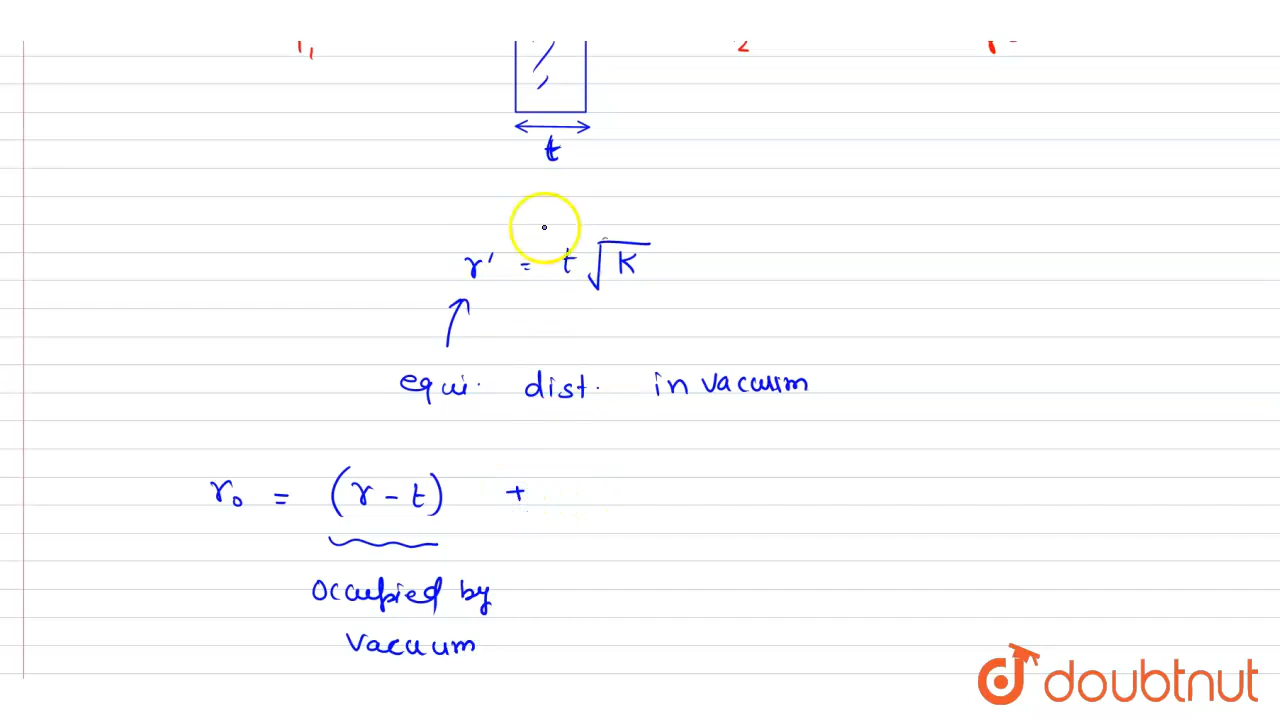 t
r' = t √K
equi. dist. in vacuum
r₀ = (r - t) +
occupied by
vacuum
doubtnut